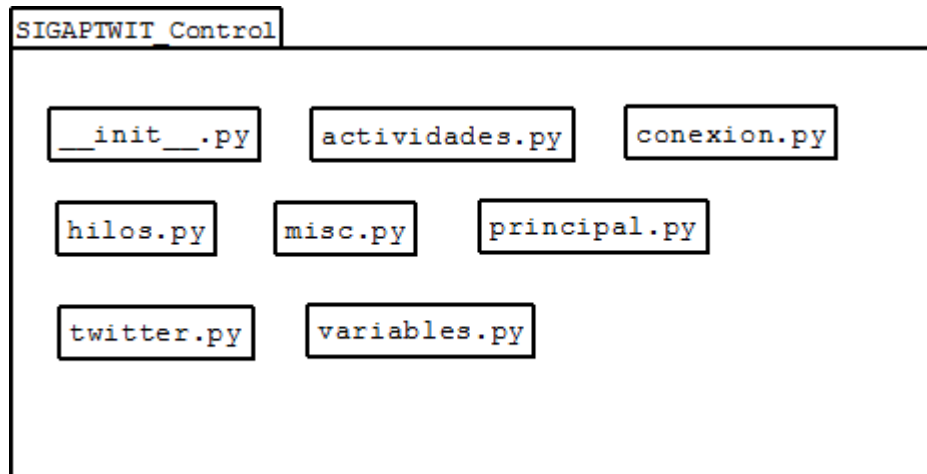 SIGAPTWIT_Control
__init__.py actividades.py conexion.py
hilos.py misc.py principal.py
twitter.py variables.py